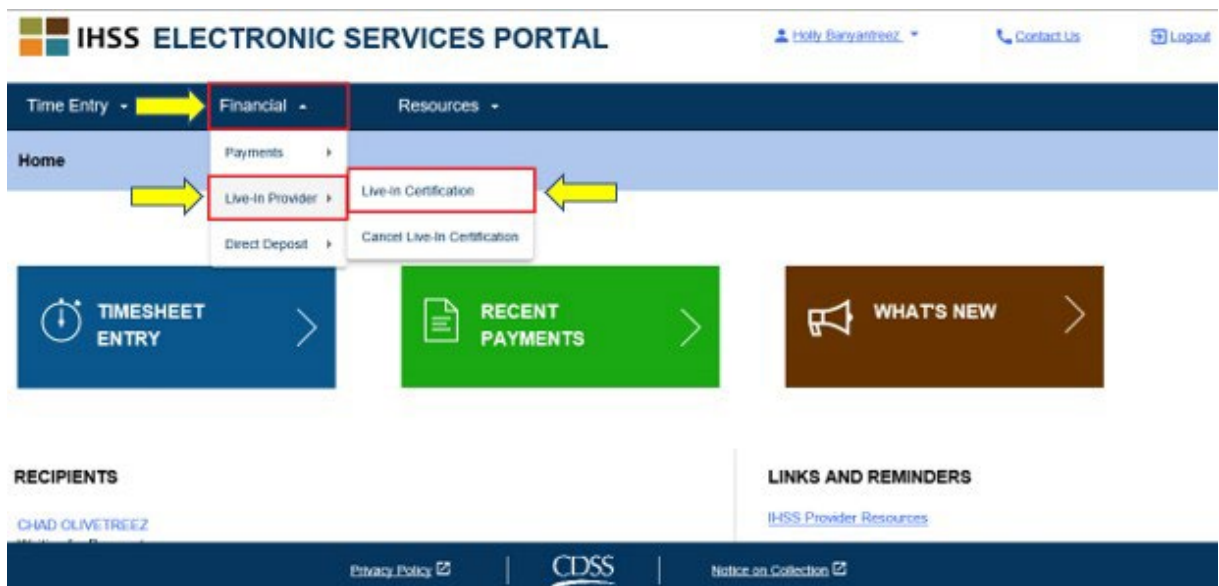 IHSS ELECTRONIC SERVICES PORTAL
Holly Banyantreez
Contact Us
Logout
Time Entry
Financial
Resources
Home
Payments
Live-In Provider
Live-In Certification
Direct Deposit
Cancel Live-In Certification
TIMESHEET
ENTRY
RECENT
PAYMENTS
WHAT'S NEW
RECIPIENTS
CHAD OLIVETREEZ
LINKS AND REMINDERS
IHSS Provider Resources
Privacy Policy
CDSS
Notice on Collection